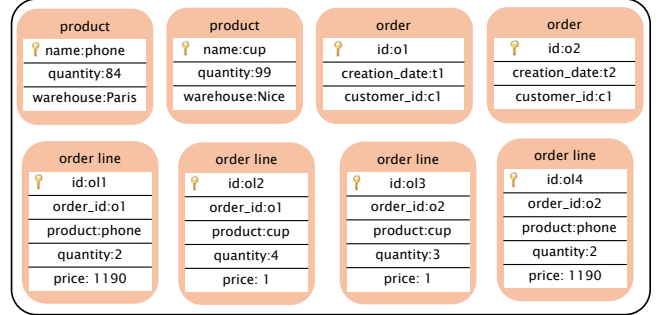 product
name:phone
quantity:84
warehouse:Paris
product
name:cup
quantity:99
warehouse:Nice
order
id:o1
creation_date:t1
customer_id:c1
order
id:o2
creation_date:t2
customer_id:c1
order line
id:ol1
order_id:o1
product:phone
quantity:2
price: 1190
order line
id:ol2
order_id:o1
product:cup
quantity:4
price: 1
order line
id:ol3
order_id:o2
product:cup
quantity:3
price: 1
order line
id:ol4
order_id:o2
product:phone
quantity:2
price: 1190